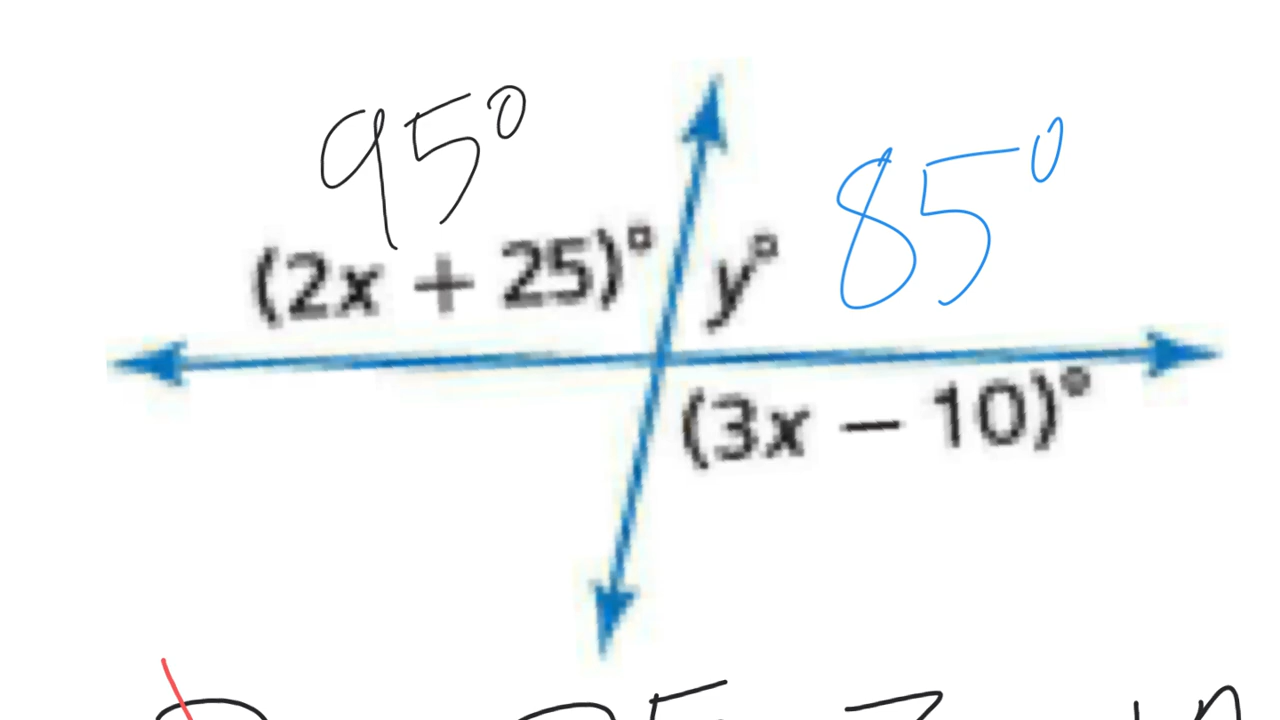 95° 85°
(2x + 25)° y°
(3x – 10)°